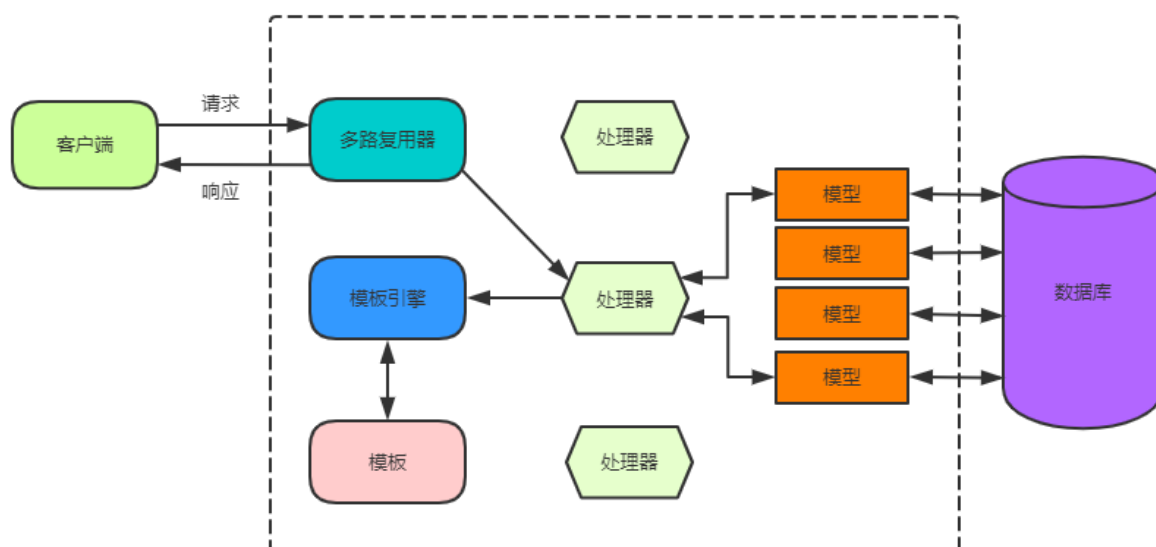 请求
客户端
多路复用器
处理器
响应
模型
模型
模板引擎
处理器
数据库
模型
模型
模板
处理器